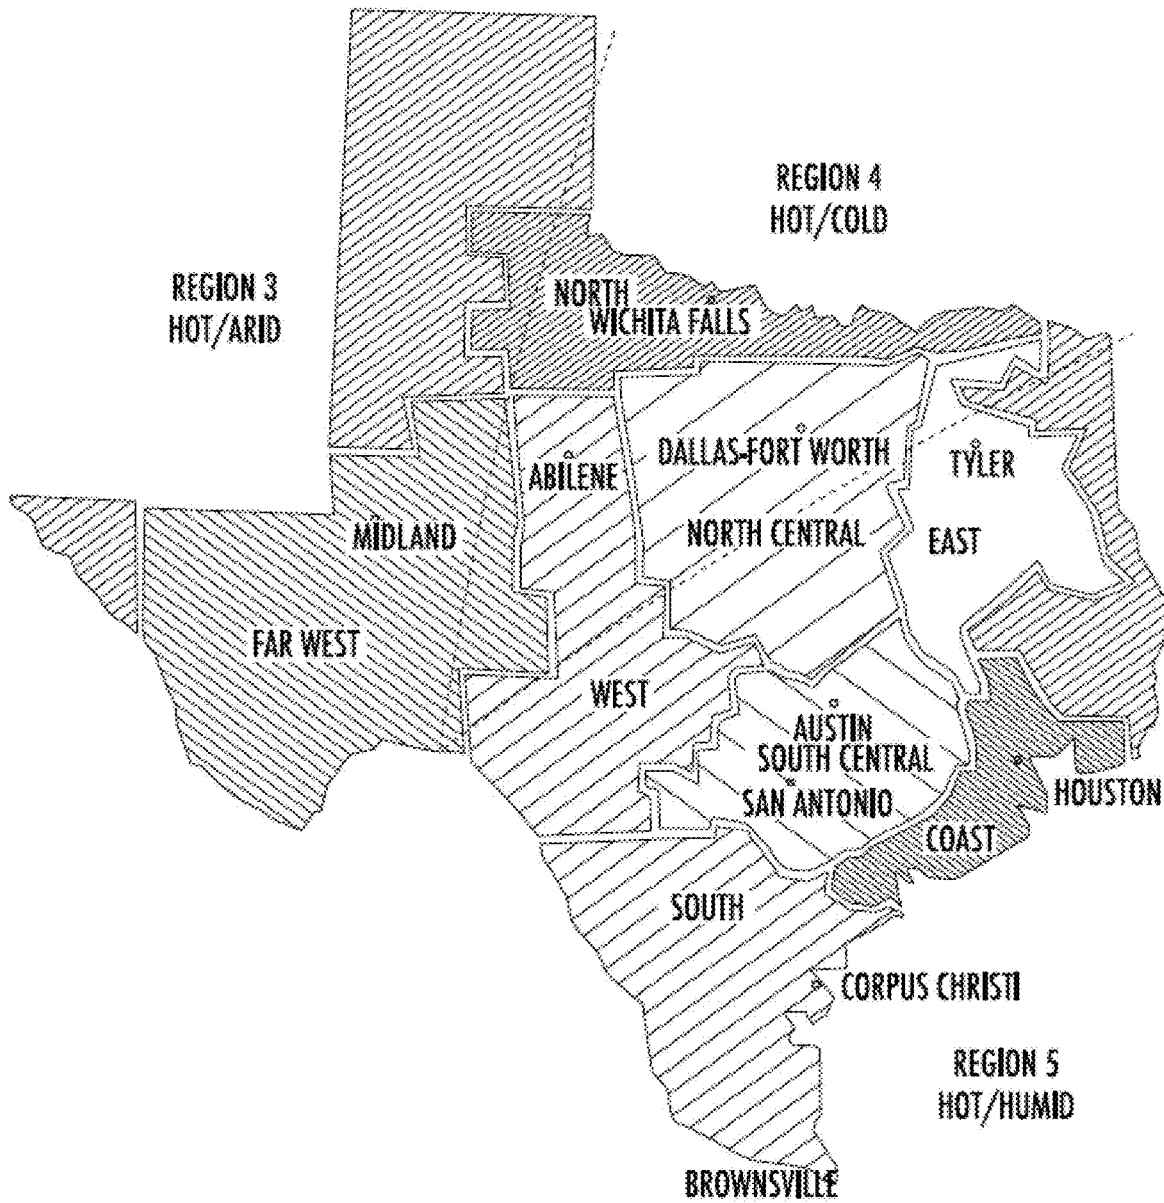 REGION 4
HOT/COLD
REGION 3
HOT/ARID
NORTH
WICHITA FALLS
ABILENE
DALLAS-FORT WORTH
TYLER
MIDLAND
NORTH CENTRAL
EAST
FAR WEST
WEST
AUSTIN
SOUTH CENTRAL
SAN ANTONIO
HOUSTON
COAST
SOUTH
CORPUS CHRISTI
REGION 5
HOT/HUMID
BROWNSVILLE